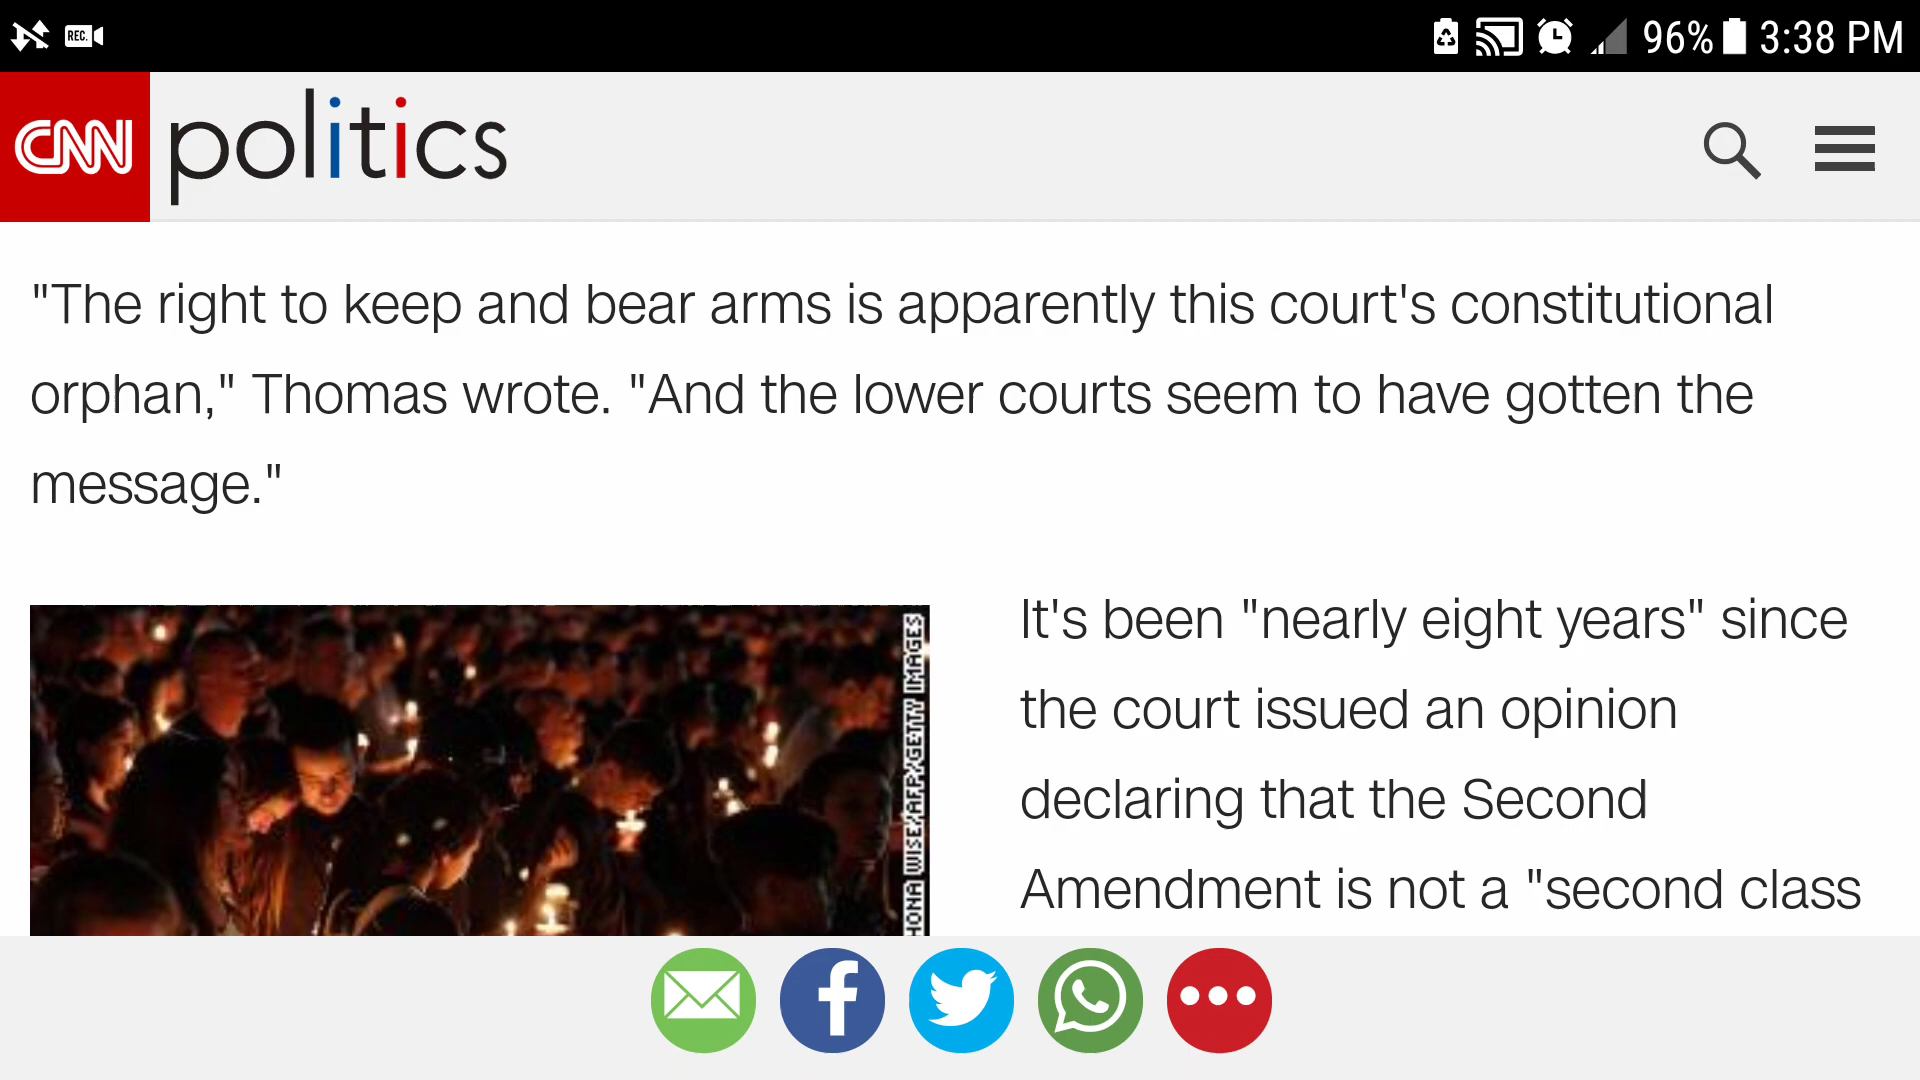 REC.
96% 3:38 PM
CNN politics
"The right to keep and bear arms is apparently this court's constitutional
orphan," Thomas wrote. "And the lower courts seem to have gotten the
message."
HONA WISE/AFP/GETTY IMAGES
It's been "nearly eight years" since
the court issued an opinion
declaring that the Second
Amendment is not a "second class